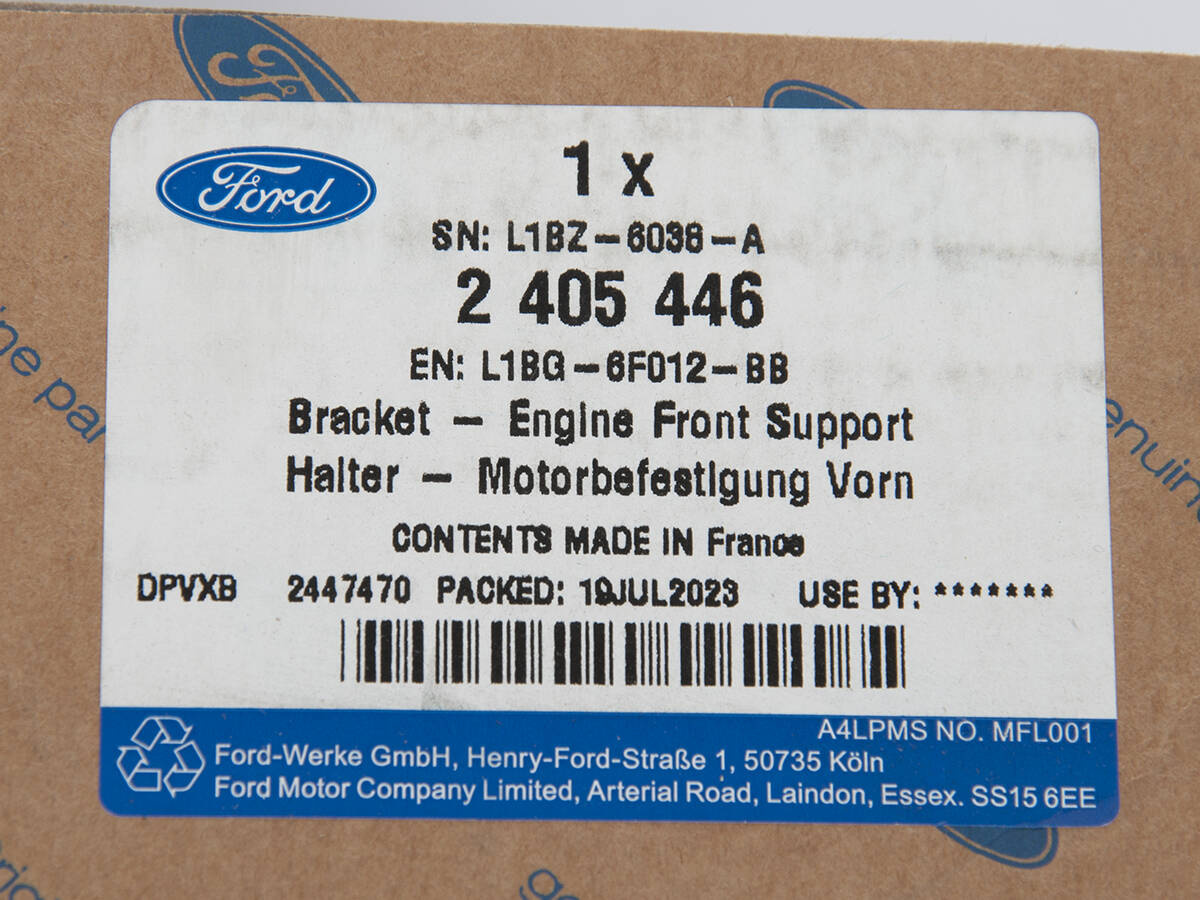 Ford
1 x
SN: L1BZ-6038-A
2 405 446
EN: L1BG-6F012-BB
Bracket - Engine Front Support
Halter - Motorbefestigung Vorn
CONTENTS MADE IN France
DPVXB 2447470 PACKED: 19JUL2023 USE BY: *******
A4LPMS NO. MFL001
Ford-Werke GmbH, Henry-Ford-Straße 1, 50735 Köln
Ford Motor Company Limited, Arterial Road, Laindon, Essex. SS15 6EE